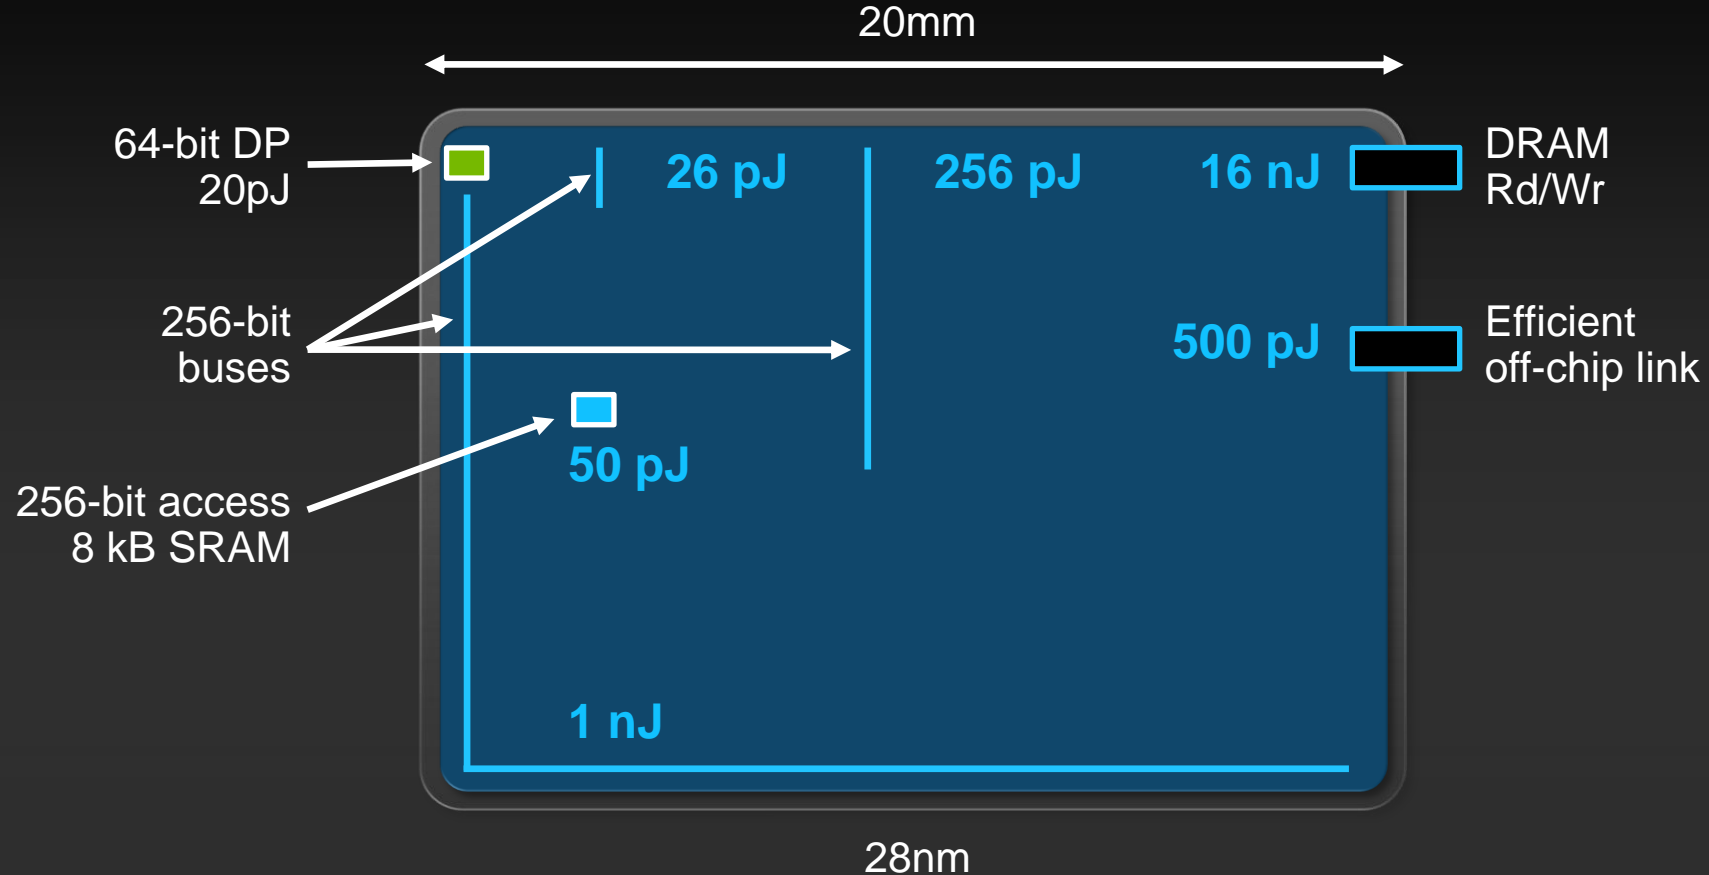 20mm
64-bit DP
20pJ
26 pJ
256 pJ
16 nJ
DRAM
Rd/Wr
256-bit
buses
500 pJ
Efficient
off-chip link
50 pJ
256-bit access
8 kB SRAM
1 nJ
28nm